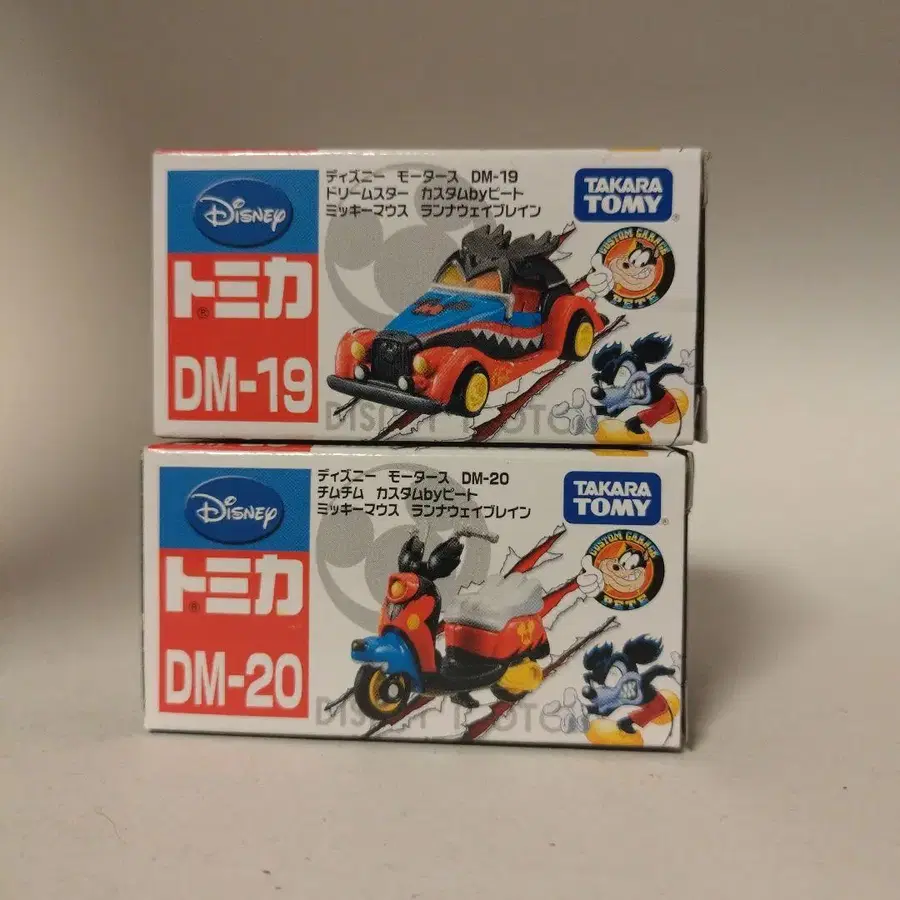 ディズニー モータース DM-19
ドリームスター カスタムbyピート
ミッキーマウス ランナウェイブレイン
TAKARA TOMY
DISNEY
トミカ
DM-19
CUSTOM GARAGE
PETE
DISNEY MOTO
ディズニー モータース DM-20
チムチム カスタムbyピート
ミッキーマウス ランナウェイブレイン
TAKARA TOMY
DISNEY
トミカ
DM-20
CUSTOM GARAGE
PETE
DISNEY MOTO